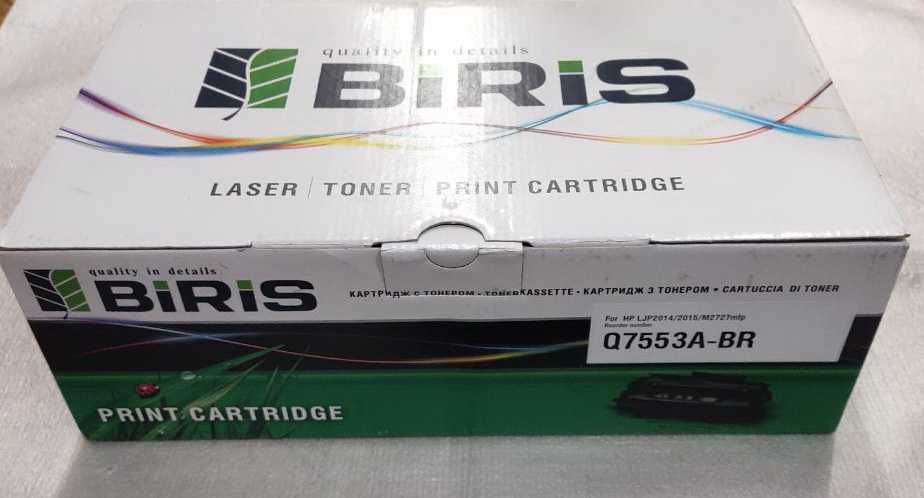 quality in details
BiRiS
LASER | TONER | PRINT CARTRIDGE
quality in details
BiRiS
КАРТРИДЖ С ТОНЕРОМ · TONERKASSETTE · КАРТРИДЖ З ТОНЕРОМ • CARTUCCIA DI TONER
For HP LJP2014/2015/M2727mfp
Reorder number
Q7553A-BR
PRINT CARTRIDGE